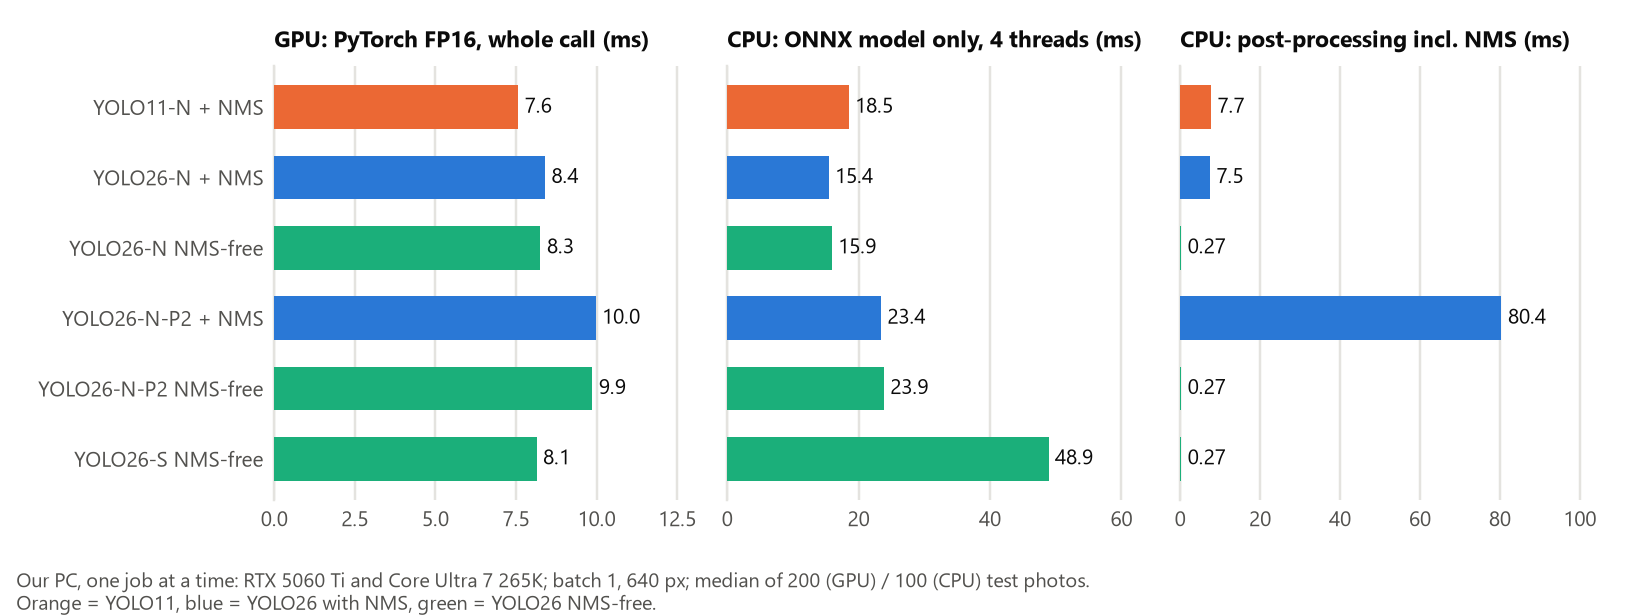 GPU: PyTorch FP16, whole call (ms)
CPU: ONNX model only, 4 threads (ms)
CPU: post-processing incl. NMS (ms)
YOLO11-N + NMS 7.6 18.5 7.7
YOLO26-N + NMS 8.4 15.4 7.5
YOLO26-N NMS-free 8.3 15.9 0.27
YOLO26-N-P2 + NMS 10.0 23.4 80.4
YOLO26-N-P2 NMS-free 9.9 23.9 0.27
YOLO26-S NMS-free 8.1 48.9 0.27
0.0 2.5 5.0 7.5 10.0 12.5 0 20 40 60 0 20 40 60 80 100
Our PC, one job at a time: RTX 5060 Ti and Core Ultra 7 265K; batch 1, 640 px; median of 200 (GPU) / 100 (CPU) test photos.
Orange = YOLO11, blue = YOLO26 with NMS, green = YOLO26 NMS-free.